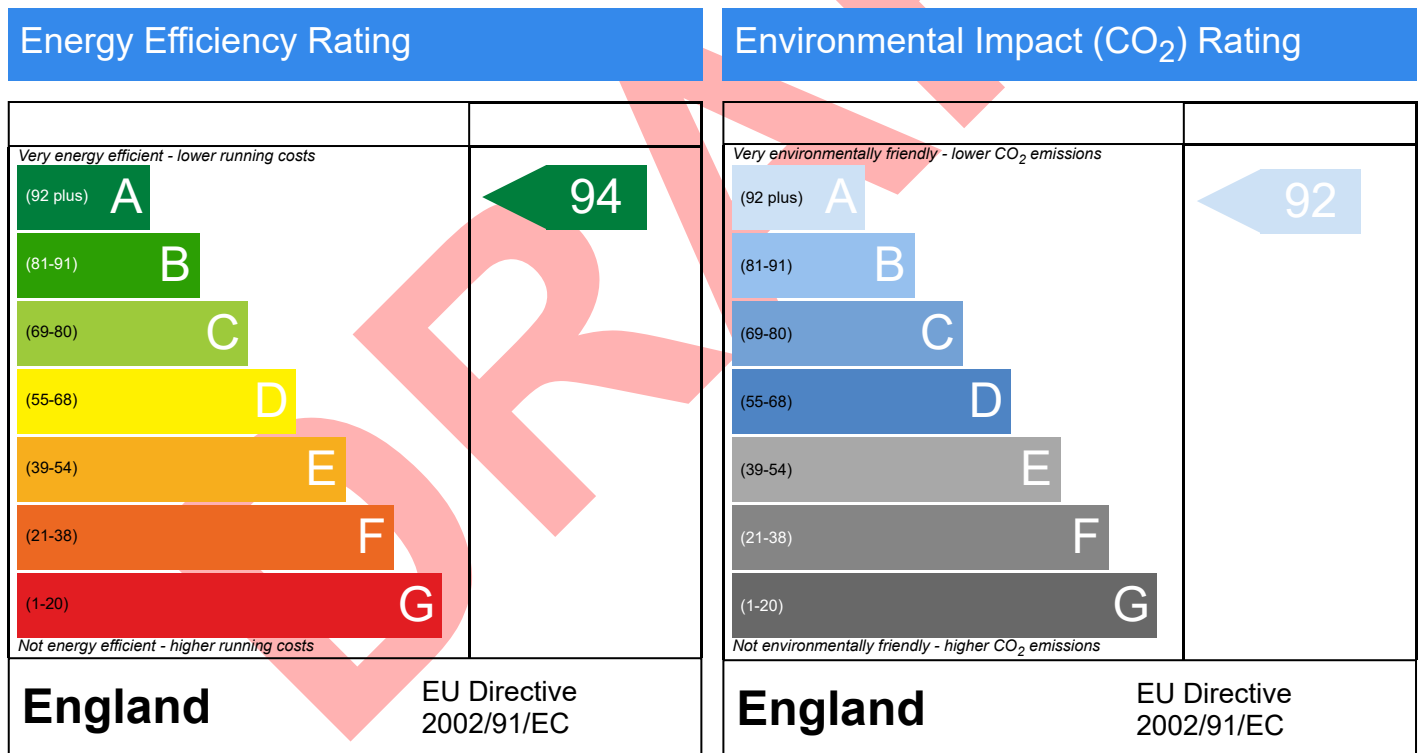 Energy Efficiency Rating
Very energy efficient - lower running costs
(92 plus) A
(81-91) B
(69-80) C
(55-68) D
(39-54) E
(21-38) F
(1-20) G
Not energy efficient - higher running costs
94
England
EU Directive
2002/91/EC
Environmental Impact (CO₂) Rating
Very environmentally friendly - lower CO₂ emissions
(92 plus) A
(81-91) B
(69-80) C
(55-68) D
(39-54) E
(21-38) F
(1-20) G
Not environmentally friendly - higher CO₂ emissions
92
England
EU Directive
2002/91/EC